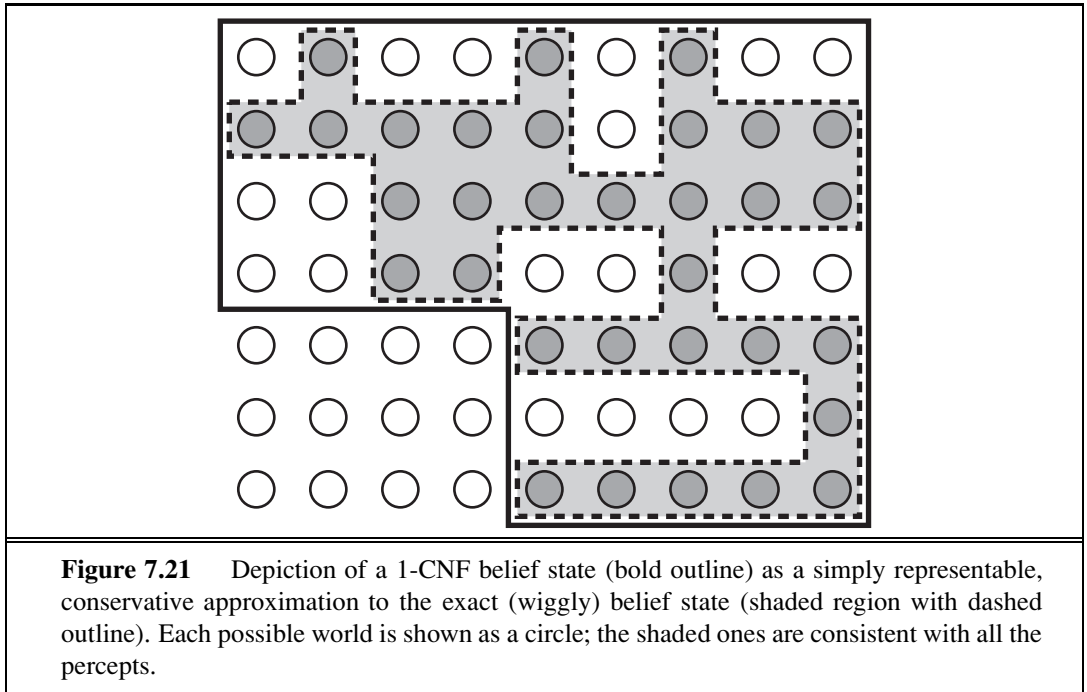 Figure 7.21 Depiction of a 1-CNF belief state (bold outline) as a simply representable,
conservative approximation to the exact (wiggly) belief state (shaded region with dashed
outline). Each possible world is shown as a circle; the shaded ones are consistent with all the
percepts.